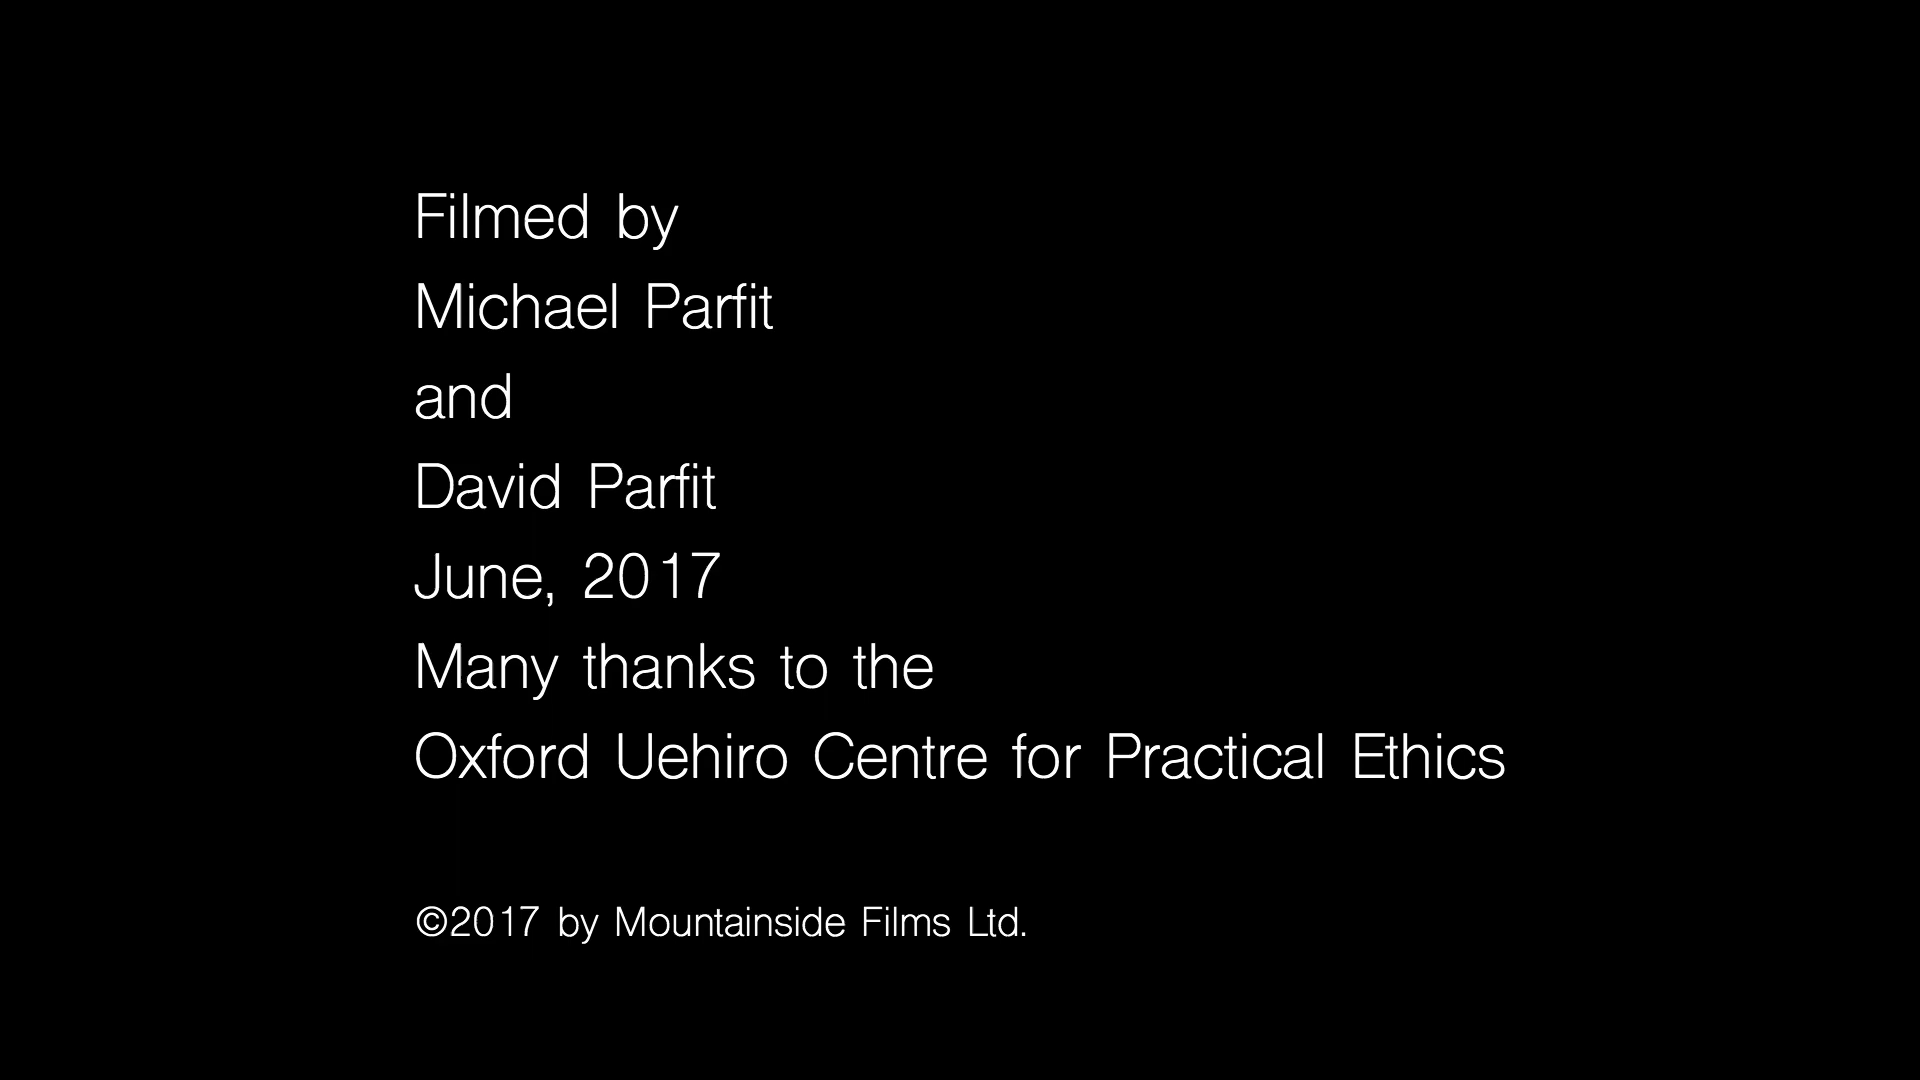 Filmed by
Michael Parfit
and
David Parfit
June, 2017
Many thanks to the
Oxford Uehiro Centre for Practical Ethics
©2017 by Mountainside Films Ltd.